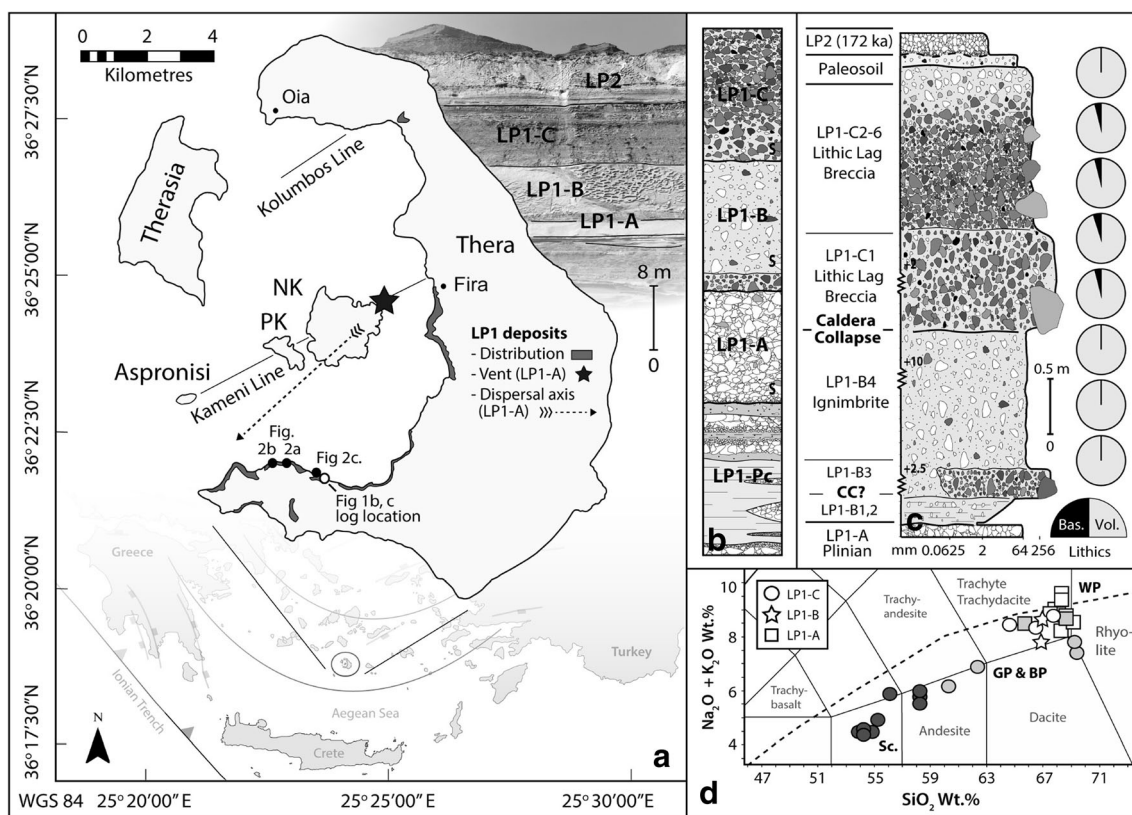 0 2 4
Kilometres
36°27'30"N
36°25'00"N
36°22'30"N
36°20'00"N
36°17'30"N
Oia
Kolumbos Line
Therasia
Thera
Fira
NK
PK
Aspronisi
Kameni Line
LP2
LP1-C
LP1-B
LP1-A
8 m
0
LP1 deposits
- Distribution
- Vent (LP1-A)
- Dispersal axis
(LP1-A)
Fig.
2b 2a
Fig 2c.
Fig 1b, c
log location
Greece
Turkey
Ionian Trench
Aegean Sea
Crete
N
a
WGS 84
25°20'00"E
25°25'00"E
25°30'00"E
LP1-C
S
LP1-B
S
LP1-A
S
LP1-Pc
b
LP2 (172 ka)
Paleosoil
LP1-C2-6
Lithic Lag
Breccia
LP1-C1
Lithic Lag
Breccia
Caldera
Collapse
LP1-B4
Ignimbrite
LP1-B3
CC?
LP1-B1,2
LP1-A
Plinian
+2
+10
+2.5
0.5 m
0
c
mm 0.0625 2 64 256
Bas. Vol.
Lithics
Na₂O + K₂O Wt.%
10
8
6
4
LP1-C
LP1-B
LP1-A
Trachy-
andesite
Trachyte
Trachydacite
WP
Rhyo-
lite
GP & BP
Trachy-
basalt
Sc.
Andesite
Dacite
47 51 55 59 63 67 71
d
SiO₂ Wt.%